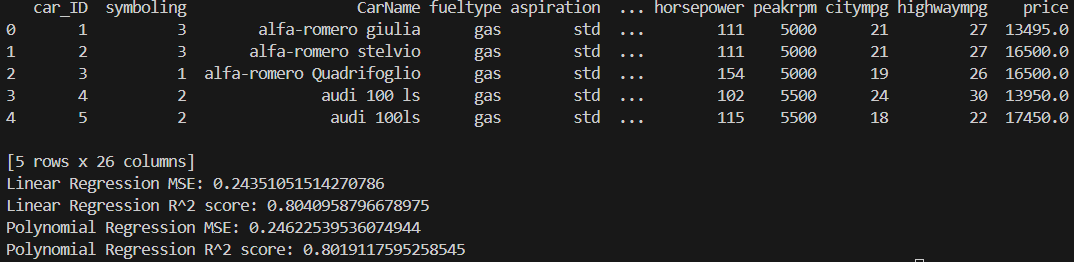 car_ID symboling CarName fueltype aspiration ... horsepower peakrpm citympg highwaympg price
0 1 3 alfa-romero giulia gas std ... 111 5000 21 27 13495.0
1 2 3 alfa-romero stelvio gas std ... 111 5000 21 27 16500.0
2 3 1 alfa-romero Quadrifoglio gas std ... 154 5000 19 26 16500.0
3 4 2 audi 100 ls gas std ... 102 5500 24 30 13950.0
4 5 2 audi 100ls gas std ... 115 5500 18 22 17450.0
[5 rows x 26 columns]
Linear Regression MSE: 0.24351051514270786
Linear Regression R^2 score: 0.8040958796678975
Polynomial Regression MSE: 0.24622539536074944
Polynomial Regression R^2 score: 0.8019117595258545